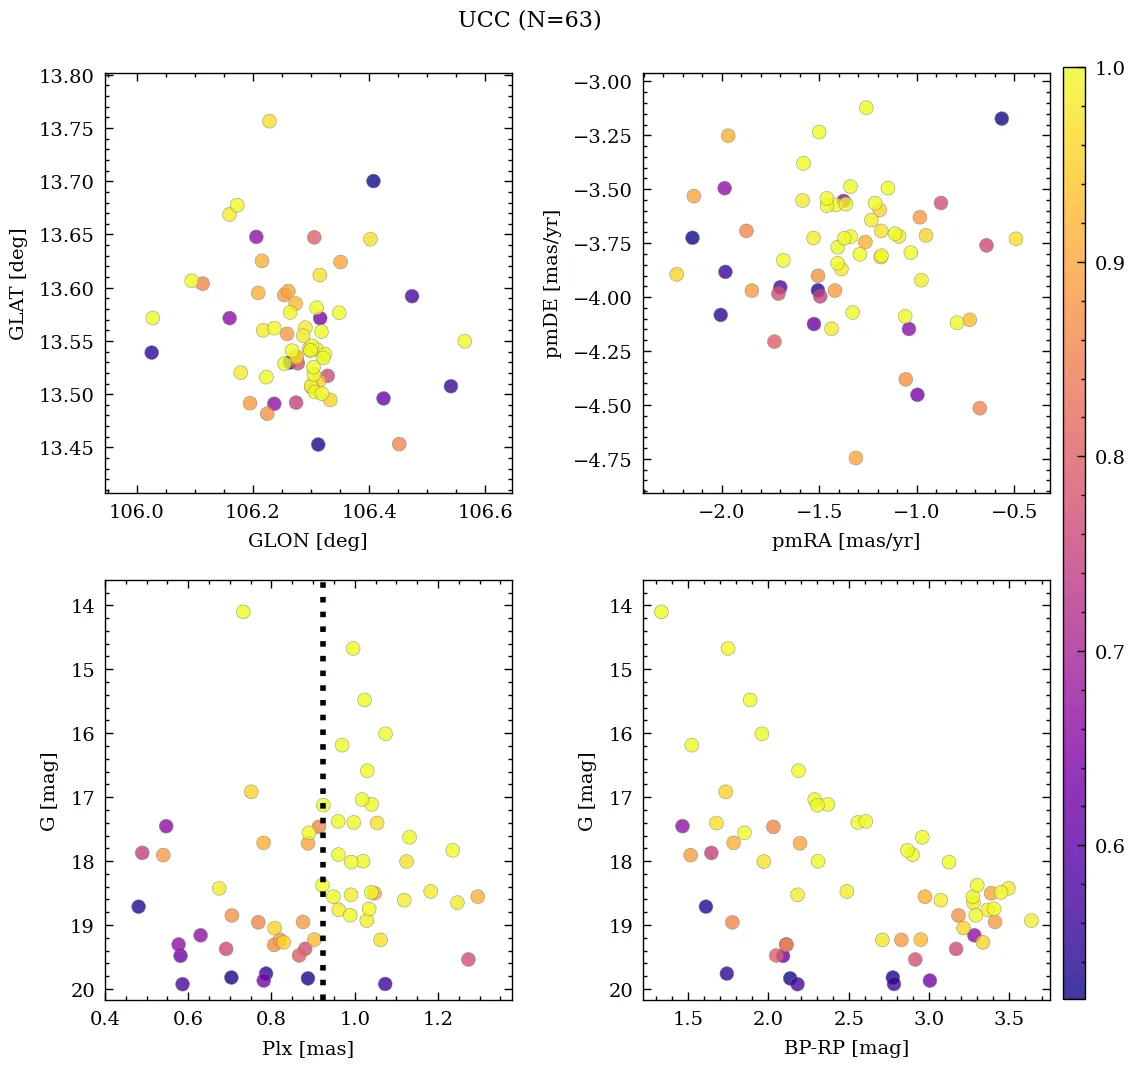 UCC (N=63)
13.80
13.75
13.70
13.65
13.60
13.55
13.50
13.45
GLAT [deg]
106.0 106.2 106.4 106.6
GLON [deg]
−3.00
−3.25
−3.50
−3.75
−4.00
−4.25
−4.50
−4.75
pmDE [mas/yr]
−2.0 −1.5 −1.0 −0.5
pmRA [mas/yr]
14
15
16
17
18
19
20
G [mag]
0.4 0.6 0.8 1.0 1.2
Plx [mas]
14
15
16
17
18
19
20
G [mag]
1.5 2.0 2.5 3.0 3.5
BP-RP [mag]
1.0
0.9
0.8
0.7
0.6